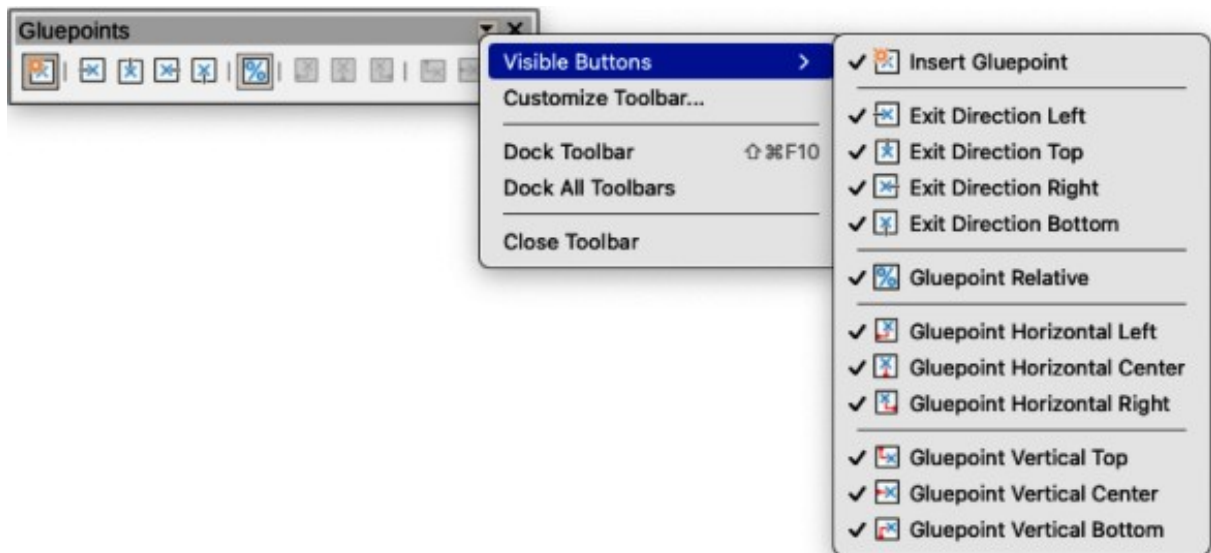 Gluepoints
Visible Buttons
Customize Toolbar...
Dock Toolbar ⇧⌘F10
Dock All Toolbars
Close Toolbar
Insert Gluepoint
Exit Direction Left
Exit Direction Top
Exit Direction Right
Exit Direction Bottom
Gluepoint Relative
Gluepoint Horizontal Left
Gluepoint Horizontal Center
Gluepoint Horizontal Right
Gluepoint Vertical Top
Gluepoint Vertical Center
Gluepoint Vertical Bottom